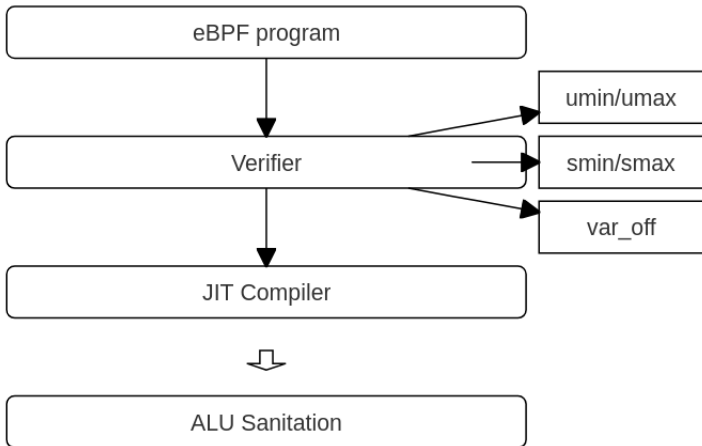 eBPF program
umin/umax
Verifier
smin/smax
var_off
JIT Compiler
ALU Sanitation